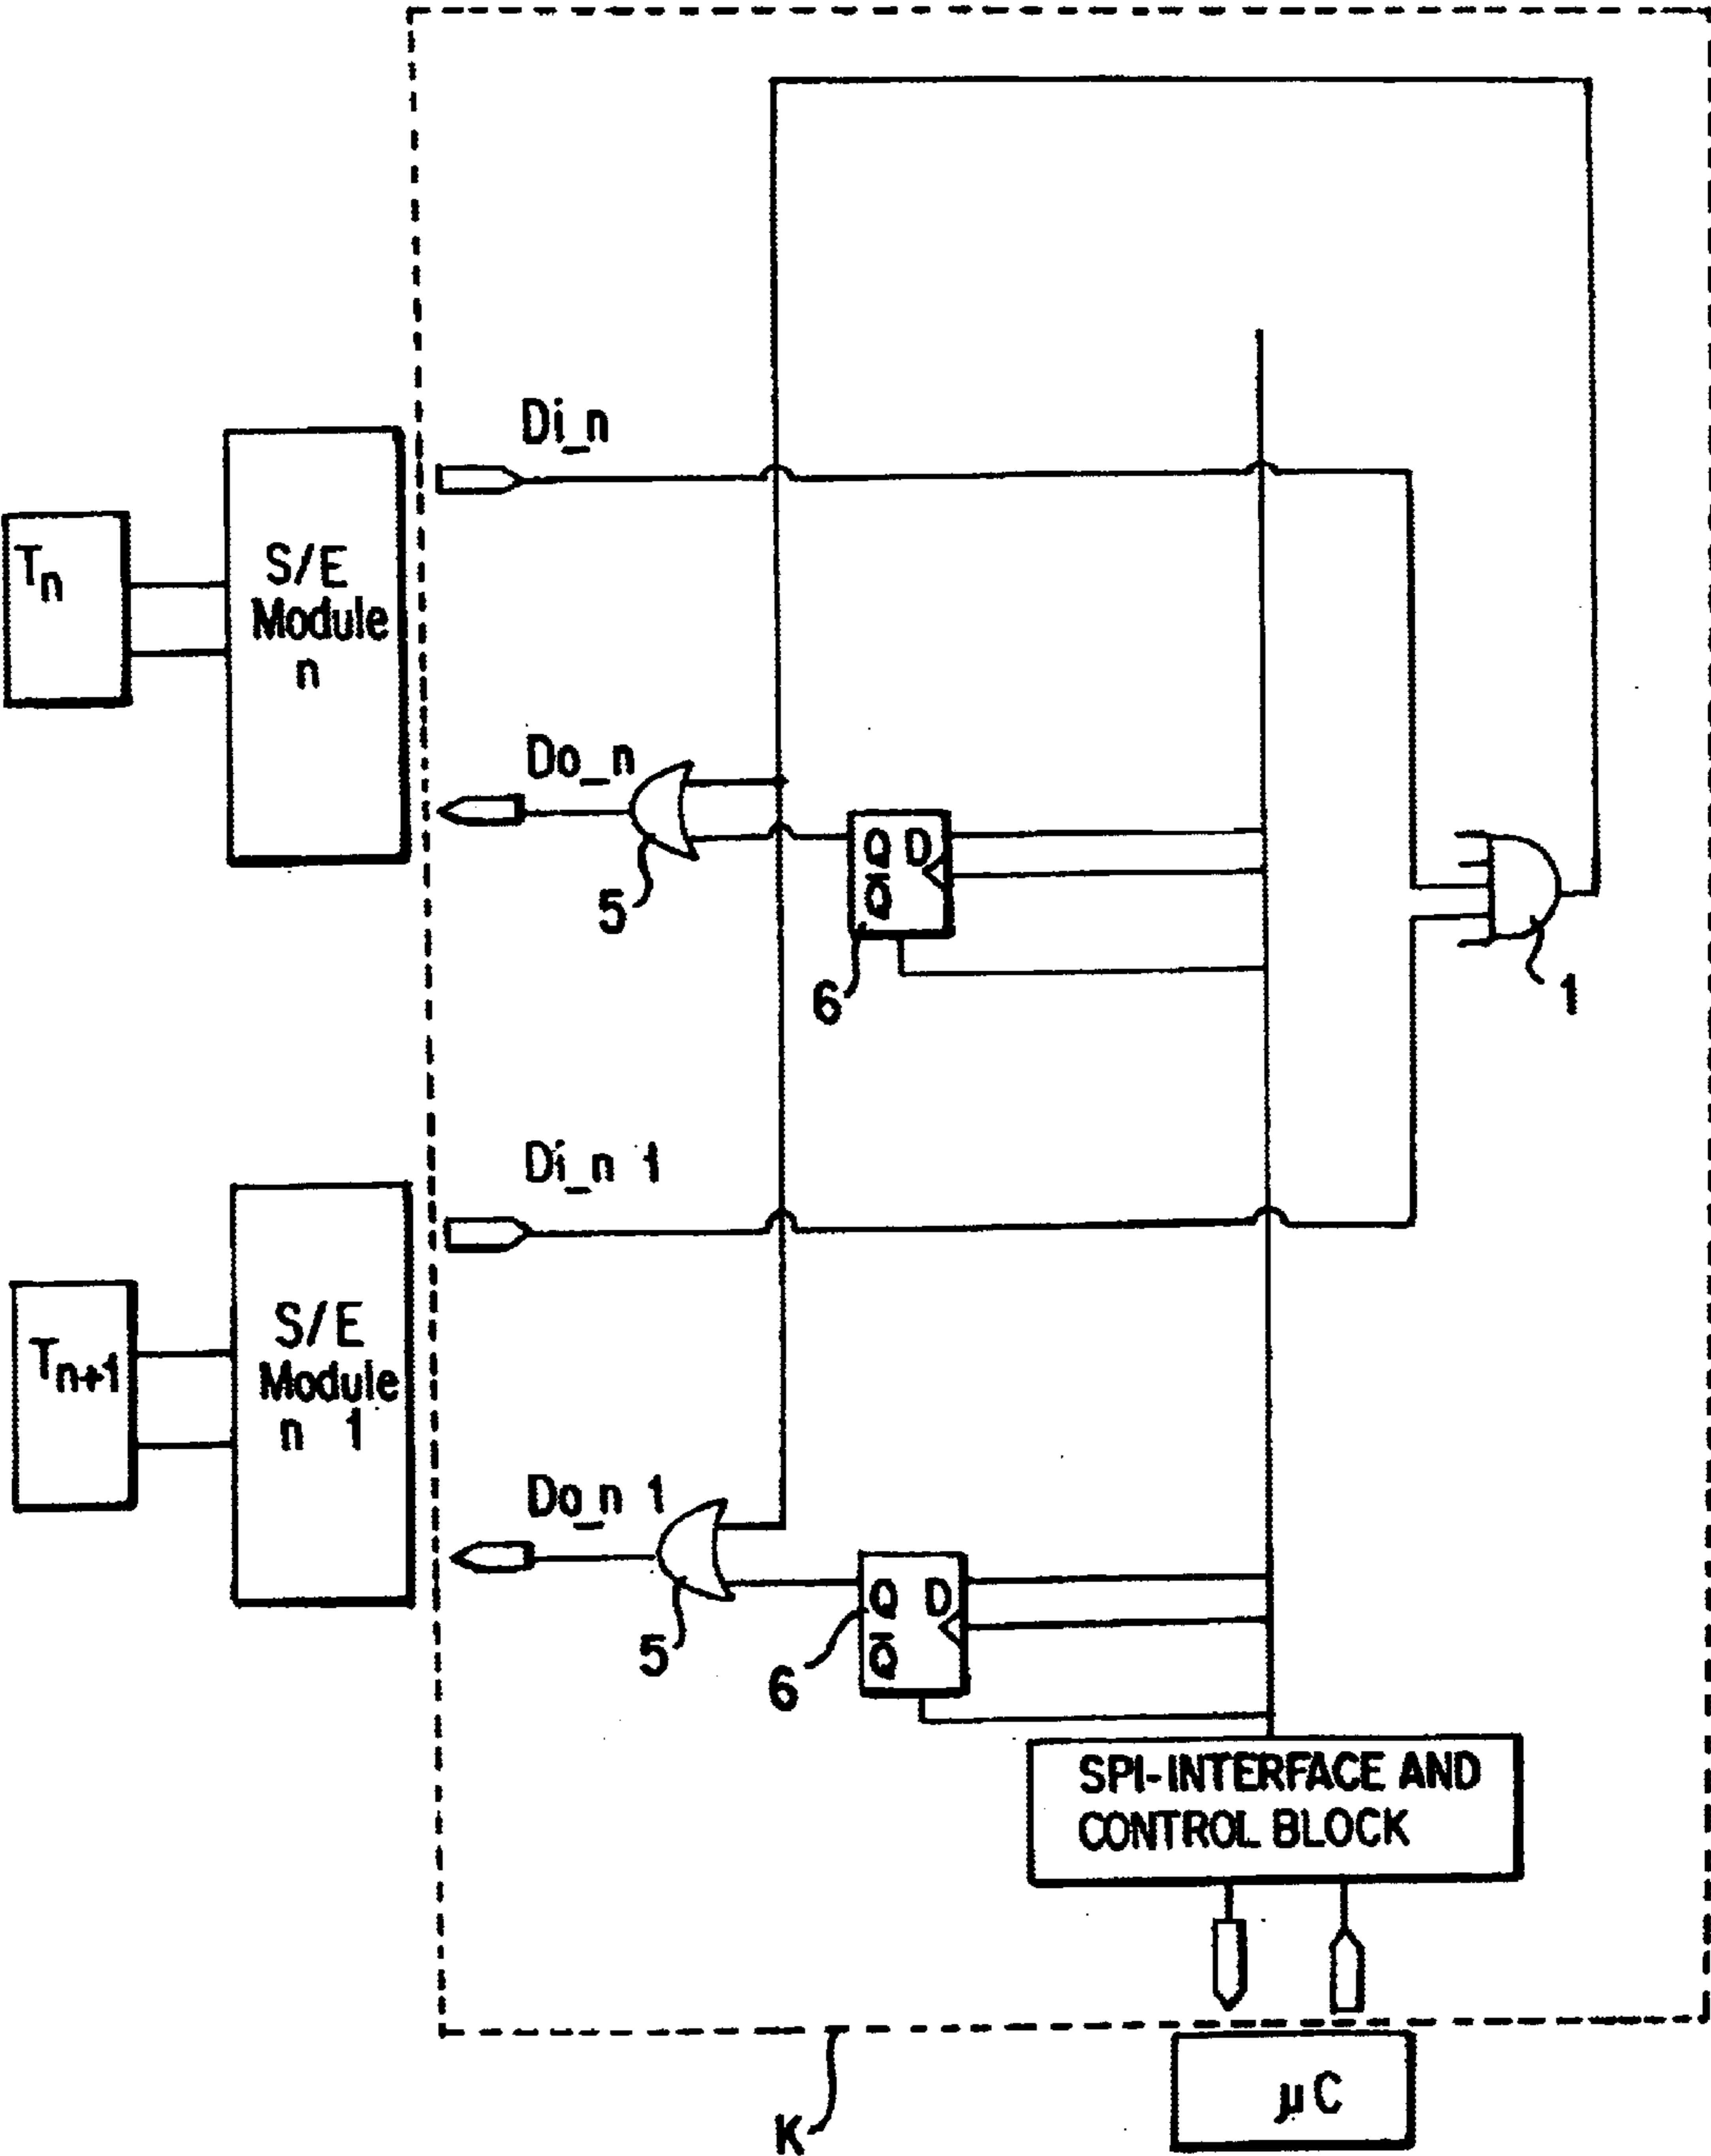 Di_n
Tn
S/E
Module
n
Do_n
5
Q D
Q̅
6
1
Di_n 1
Tn+1
S/E
Module
n 1
Do_n 1
5
Q D
Q̅
6
SPI-INTERFACE AND
CONTROL BLOCK
K
µC